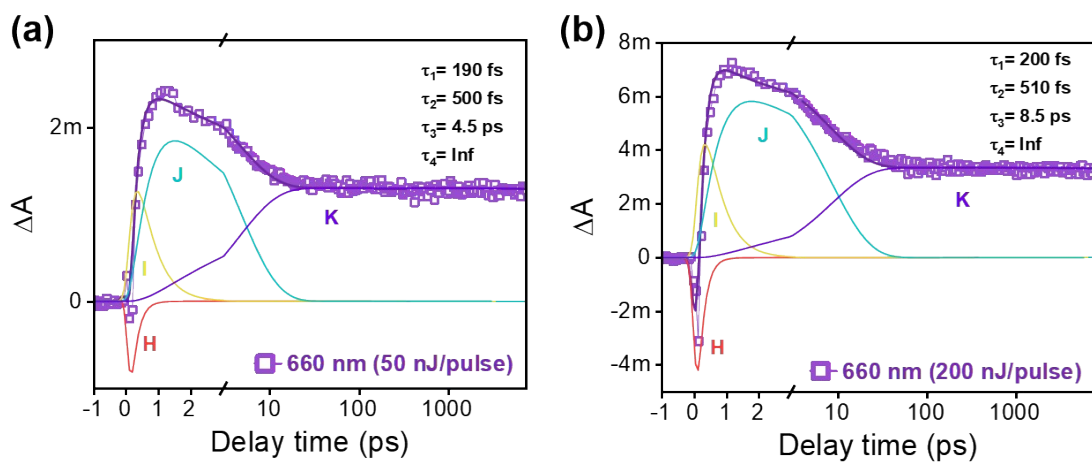 (a)
2m
0
ΔA
τ1= 190 fs
τ2= 500 fs
τ3= 4.5 ps
τ4= Inf
J
I
K
H
660 nm (50 nJ/pulse)
-1 0 1 2 10 100 1000
Delay time (ps)
(b)
8m
6m
4m
2m
0
-2m
-4m
ΔA
τ1= 200 fs
τ2= 510 fs
τ3= 8.5 ps
τ4= Inf
J
I
K
H
660 nm (200 nJ/pulse)
-1 0 1 2 10 100 1000
Delay time (ps)